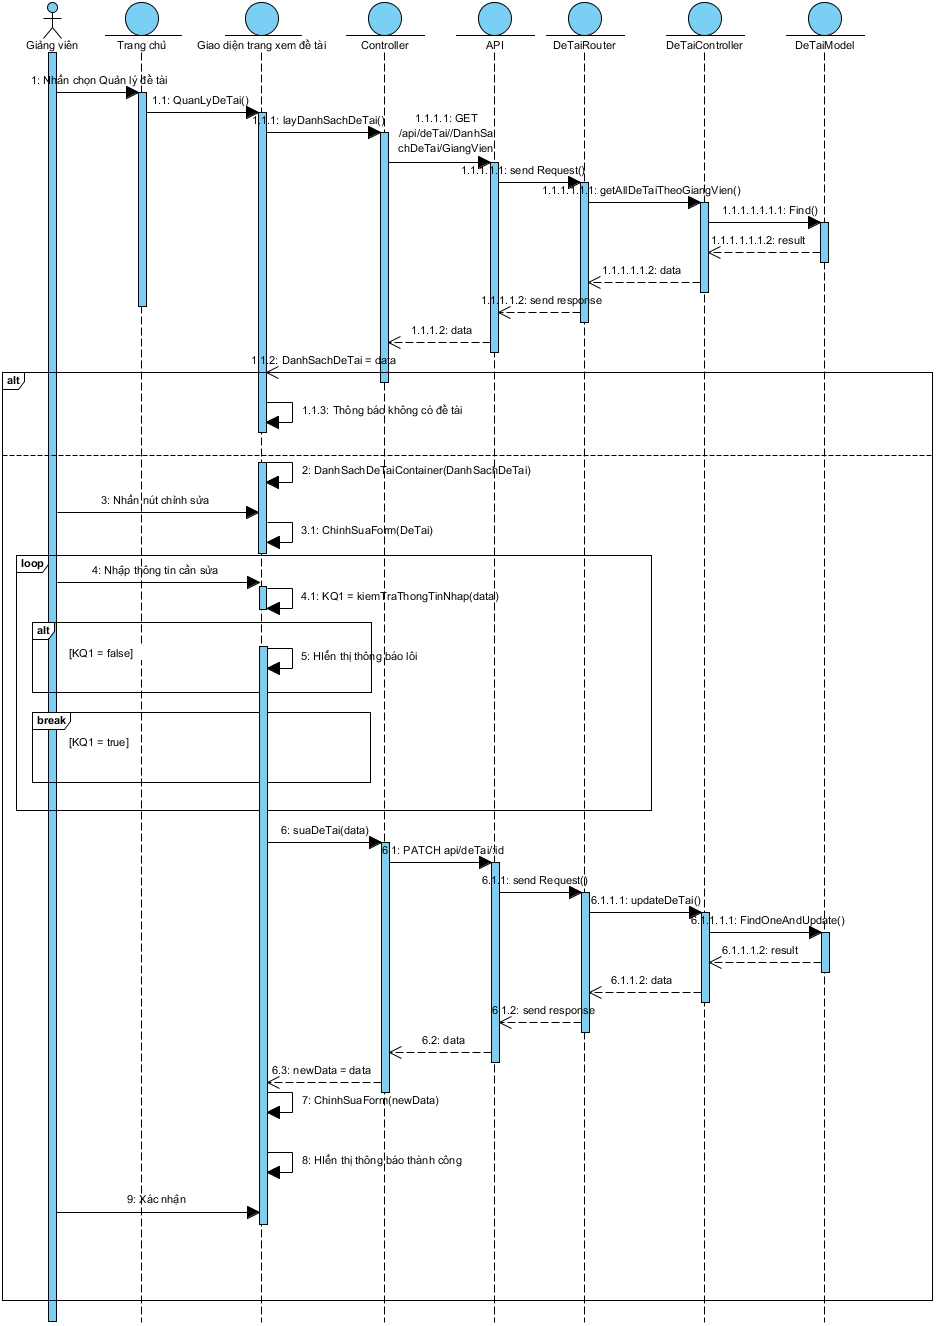 Giảng viên
Trang chủ
Giao diện trang xem đề tài
Controller
API
DeTaiRouter
DeTaiController
DeTaiModel
1: Nhấn chọn Quản lý đề tài
1.1: QuanLyDeTai()
1.1.1: layDanhSachDeTai()
1.1.1.1: GET
/api/deTai//DanhSa
chDeTai/GiangVien
1.1.1.1.1: send Request()
1.1.1.1.1.1: getAllDeTaiTheoGiangVien()
1.1.1.1.1.1.1: Find()
1.1.1.1.1.1.2: result
1.1.1.1.1.2: data
1.1.1.1.2: send response
1.1.1.2: data
1.1.2: DanhSachDeTai = data
alt
1.1.3: Thông báo không có đề tài
2: DanhSachDeTaiContainer(DanhSachDeTai)
3: Nhấn nút chỉnh sửa
3.1: ChinhSuaForm(DeTai)
loop
4: Nhập thông tin cần sửa
4.1: KQ1 = kiemTraThongTinNhap(data)
alt
[KQ1 = false]
5: HIển thị thông báo lỗi
break
[KQ1 = true]
6: suaDeTai(data)
6.1: PATCH api/deTai/:id
6.1.1: send Request()
6.1.1.1: updateDeTai()
6.1.1.1.1: FindOneAndUpdate()
6.1.1.1.2: result
6.1.1.2: data
6.1.2: send response
6.2: data
6.3: newData = data
7: ChinhSuaForm(newData)
8: HIển thị thông báo thành công
9: Xác nhận